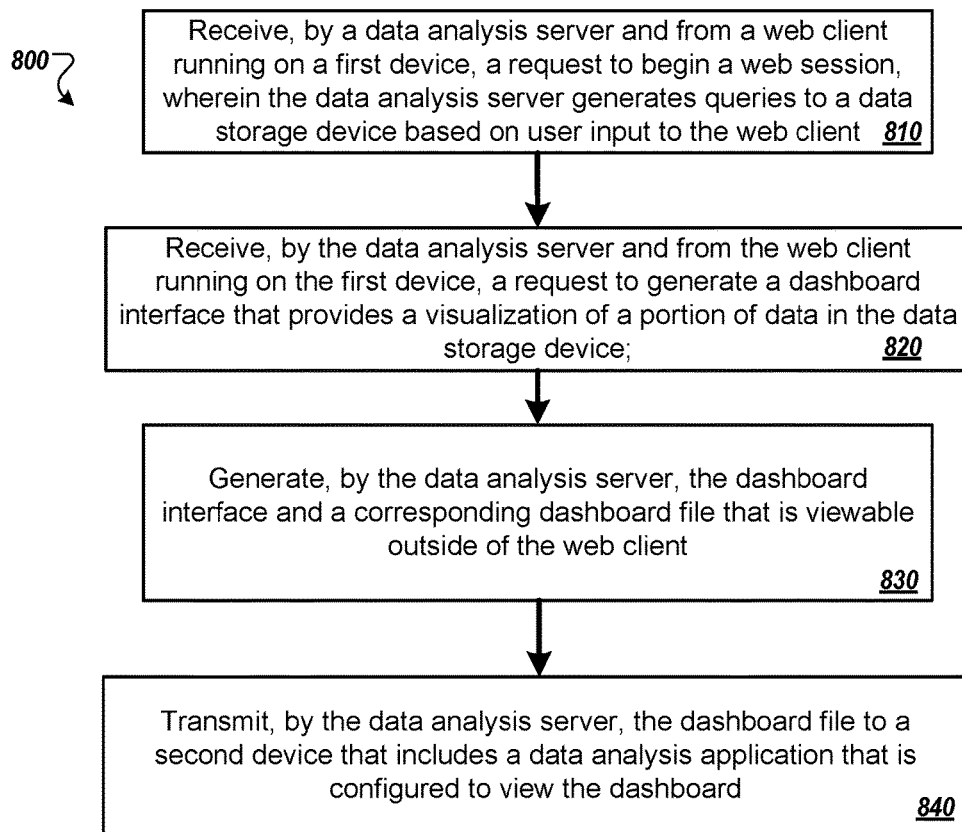 800
Receive, by a data analysis server and from a web client
running on a first device, a request to begin a web session,
wherein the data analysis server generates queries to a data
storage device based on user input to the web client 810
Receive, by the data analysis server and from the web client
running on the first device, a request to generate a dashboard
interface that provides a visualization of a portion of data in the data
storage device; 820
Generate, by the data analysis server, the dashboard
interface and a corresponding dashboard file that is viewable
outside of the web client
830
Transmit, by the data analysis server, the dashboard file to a
second device that includes a data analysis application that is
configured to view the dashboard
840